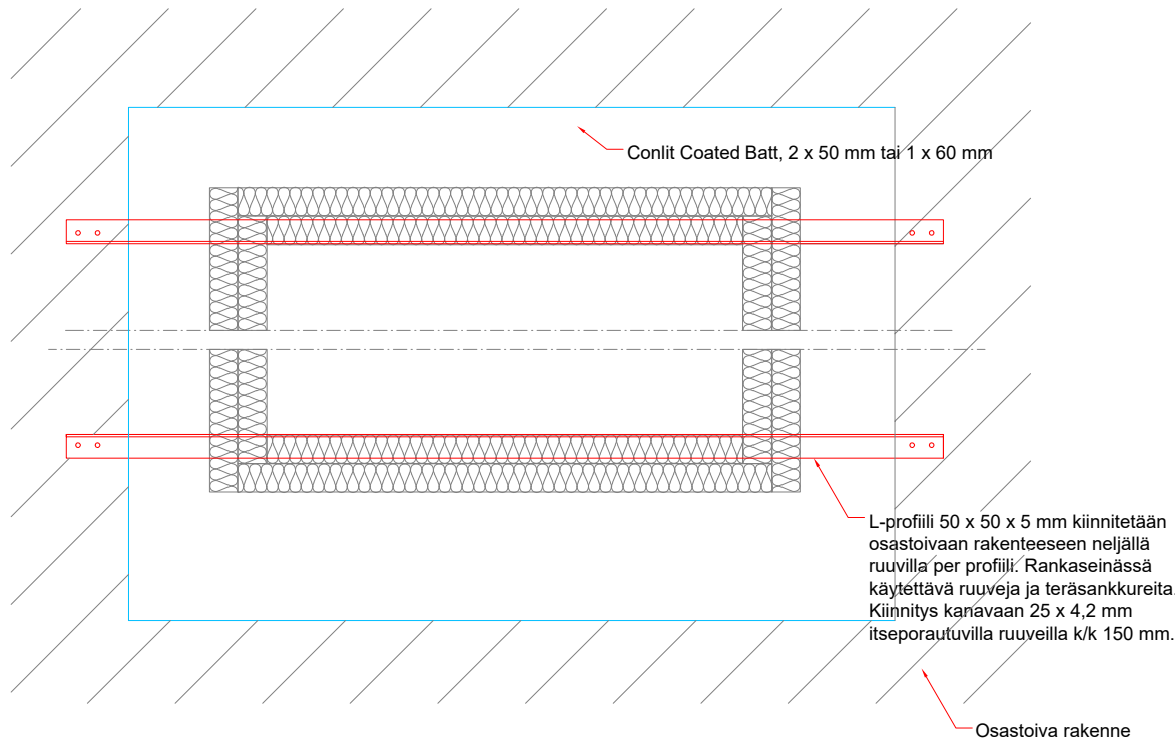 Conlit Coated Batt, 2 x 50 mm tai 1 x 60 mm
L-profiili 50 x 50 x 5 mm kiinnitetään
osastoivaan rakenteeseen neljällä
ruuvilla per profiili. Rankaseinässä
käytettävä ruuveja ja teräsankkureita.
Kiinnitys kanavaan 25 x 4,2 mm
itseporautuvilla ruuveilla k/k 150 mm.
Osastoiva rakenne